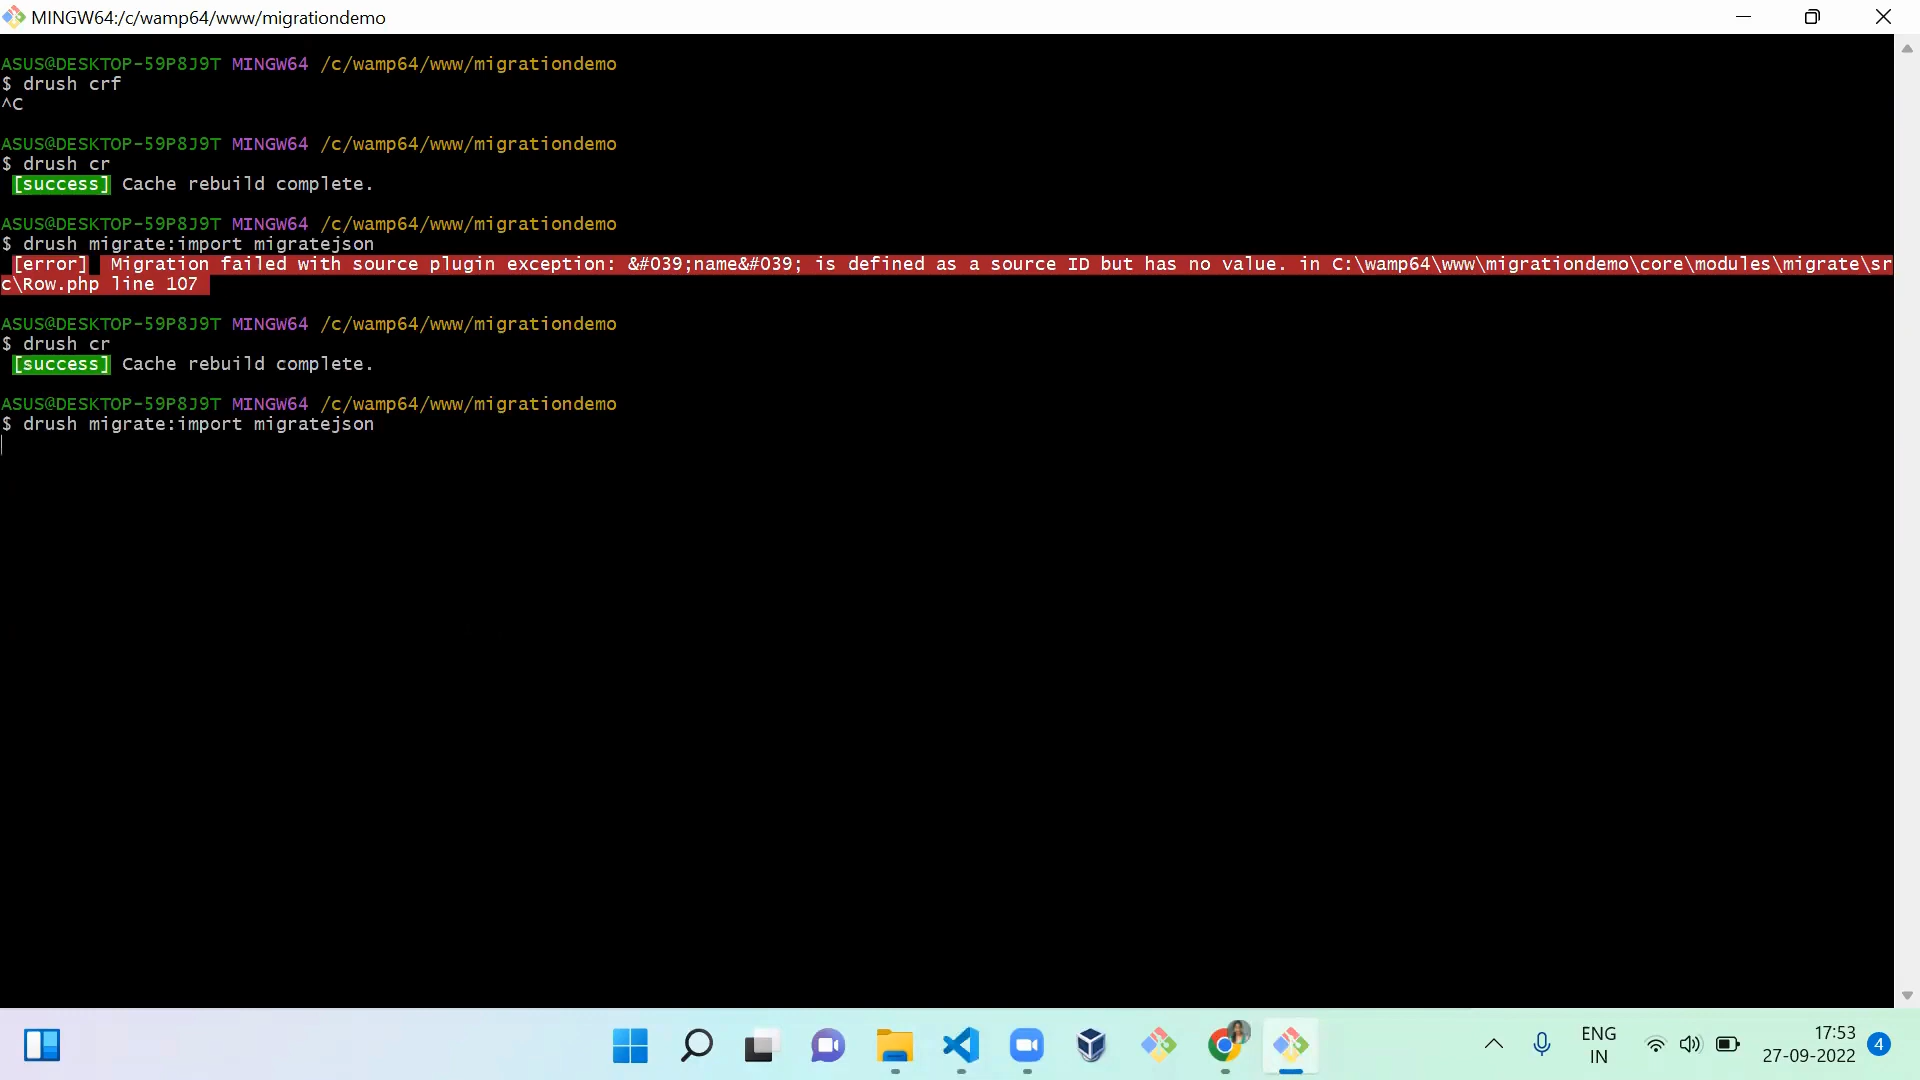 MINGW64:/c/wamp64/www/migrationdemo
ASUS@DESKTOP-59P8J9T MINGW64 /c/wamp64/www/migrationdemo
$ drush crf
^C
ASUS@DESKTOP-59P8J9T MINGW64 /c/wamp64/www/migrationdemo
$ drush cr
[success] Cache rebuild complete.
ASUS@DESKTOP-59P8J9T MINGW64 /c/wamp64/www/migrationdemo
$ drush migrate:import migratejson
[error]  Migration failed with source plugin exception: &#039;name&#039; is defined as a source ID but has no value. in C:\wamp64\www\migrationdemo\core\modules\migrate\sr
c\Row.php line 107
ASUS@DESKTOP-59P8J9T MINGW64 /c/wamp64/www/migrationdemo
$ drush cr
[success] Cache rebuild complete.
ASUS@DESKTOP-59P8J9T MINGW64 /c/wamp64/www/migrationdemo
$ drush migrate:import migratejson
ENG
IN
17:53
27-09-2022
4